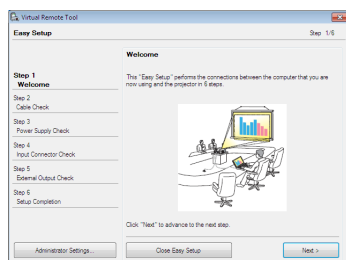 Virtual Remote Tool
Easy Setup
Step 1/6
Welcome
Step 1
Welcome
Step 2
Cable Check
Step 3
Power Supply Check
Step 4
Input Connector Check
Step 5
External Output Check
Step 6
Setup Completion
This "Easy Setup" performs the connections between the computer that you are
now using and the projector in 6 steps.
Click "Next" to advance to the next step.
Administrator Settings...
Close Easy Setup
Next >